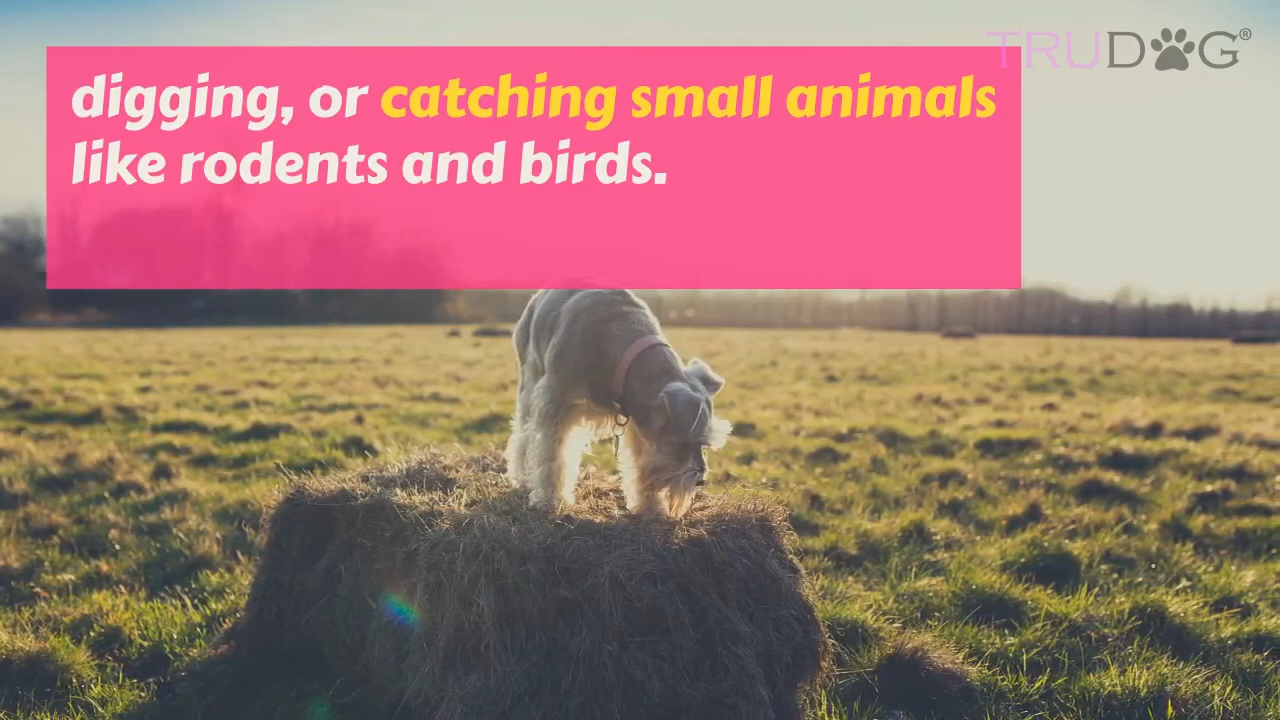 TRUDOG®
digging, or catching small animals
like rodents and birds.